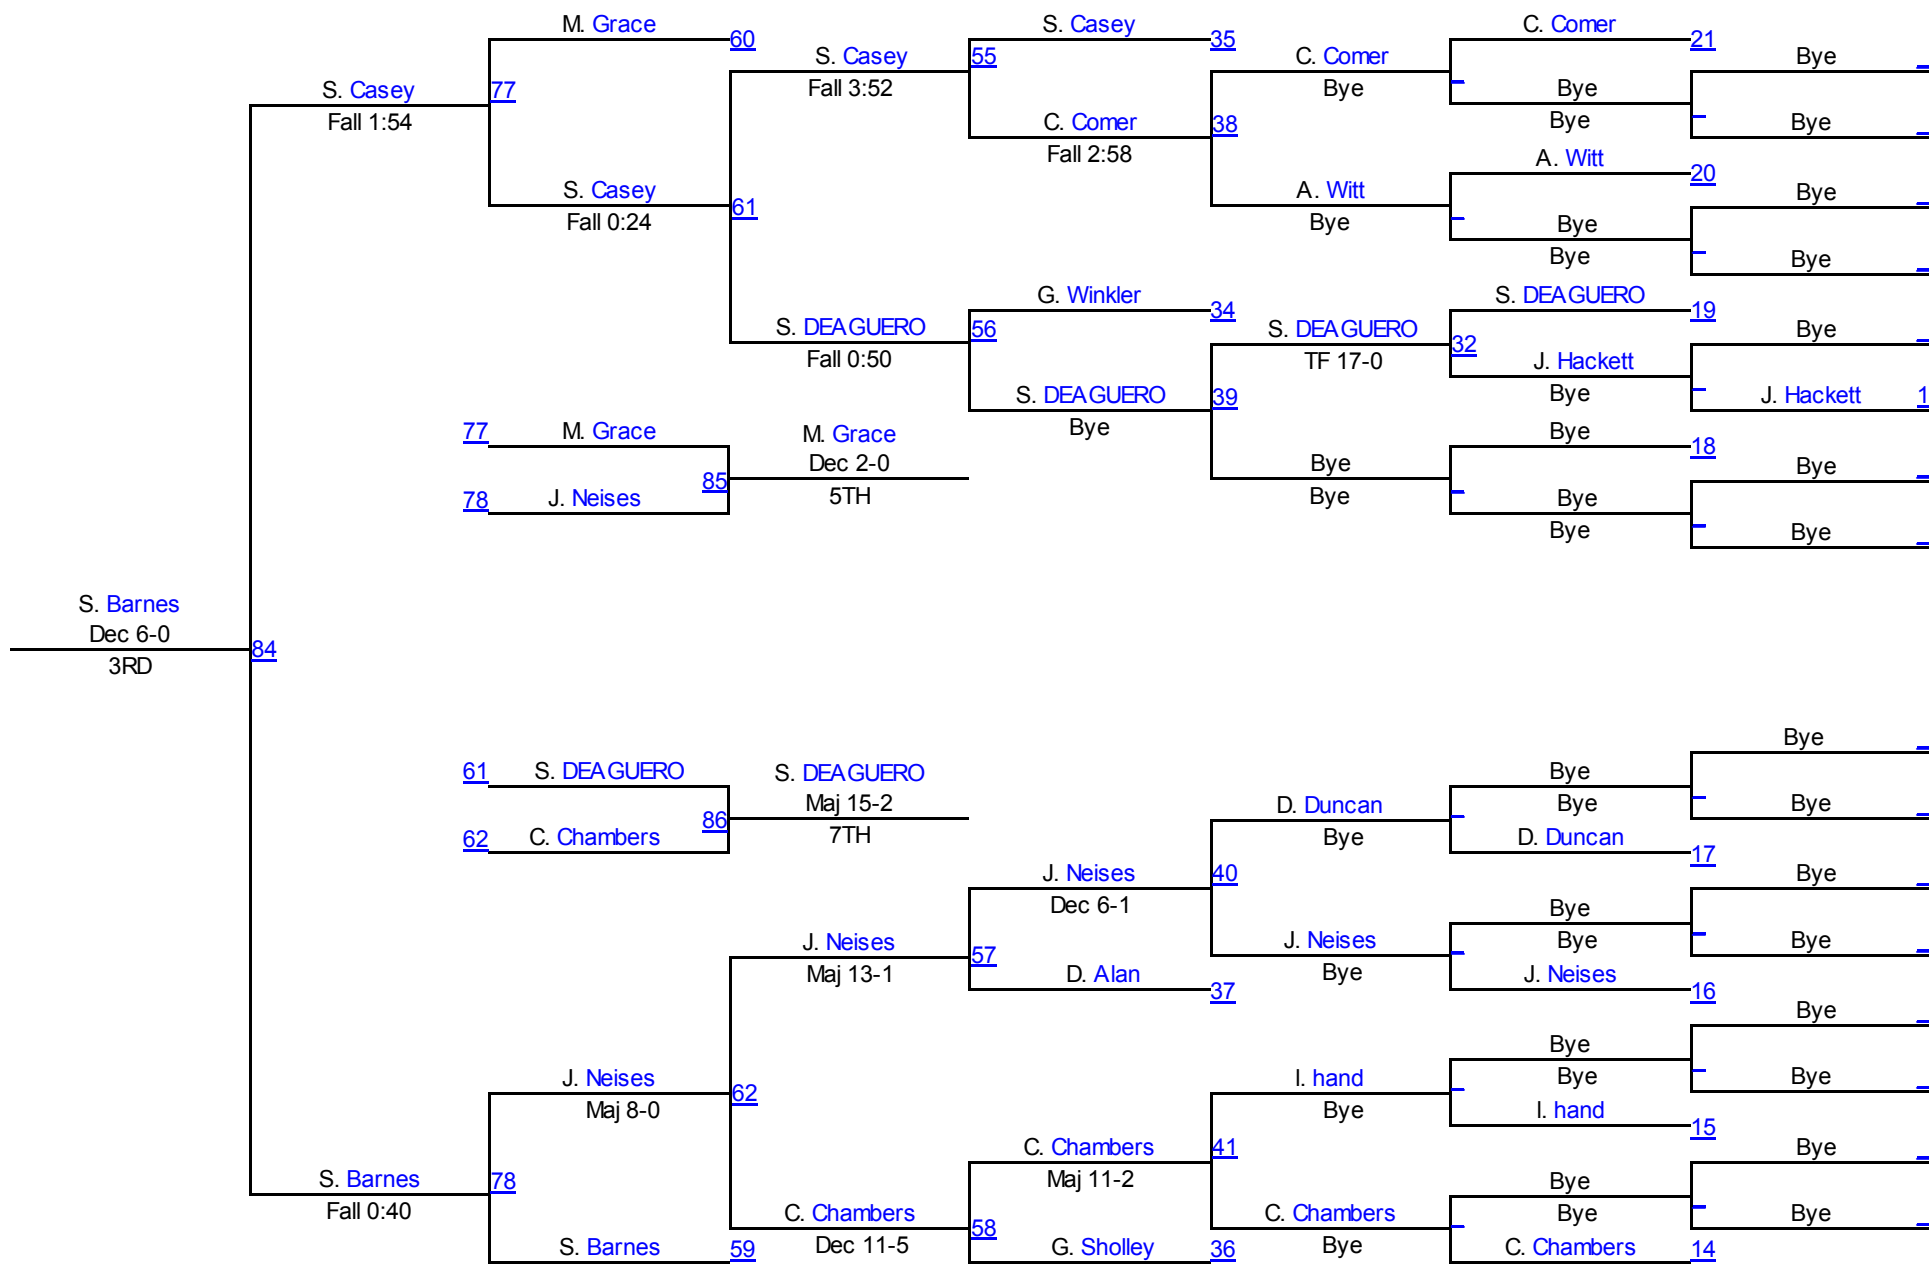 M. Grace
60
S. Casey
Fall 1:54
77
S. Casey
Fall 0:24
61
S. Casey
Fall 3:52
55
S. Casey
35
C. Comer
Fall 2:58
38
C. Comer
Bye
C. Comer
21
Bye
Bye
Bye
Bye
A. Witt
Bye
A. Witt
20
Bye
Bye
Bye
Bye
S. DEAGUERO
Fall 0:50
56
G. Winkler
34
S. DEAGUERO
Bye
39
S. DEAGUERO
TF 17-0
32
S. DEAGUERO
19
J. Hackett
Bye
Bye
J. Hackett
1
Bye
Bye
Bye
18
Bye
Bye
Bye
Bye
77
M. Grace
78
J. Neises
85
M. Grace
Dec 2-0
5TH
S. Barnes
Dec 6-0
3RD
84
61
S. DEAGUERO
62
C. Chambers
86
S. DEAGUERO
Maj 15-2
7TH
J. Neises
Maj 13-1
57
J. Neises
Dec 6-1
40
D. Duncan
Bye
Bye
Bye
D. Duncan
17
Bye
Bye
J. Neises
Bye
Bye
Bye
J. Neises
16
Bye
Bye
D. Alan
37
J. Neises
Maj 8-0
62
S. Barnes
Fall 0:40
78
S. Barnes
59
C. Chambers
Dec 11-5
58
C. Chambers
Maj 11-2
41
G. Sholley
36
I. hand
Bye
Bye
Bye
I. hand
15
Bye
Bye
C. Chambers
Bye
Bye
Bye
C. Chambers
14
Bye
Bye